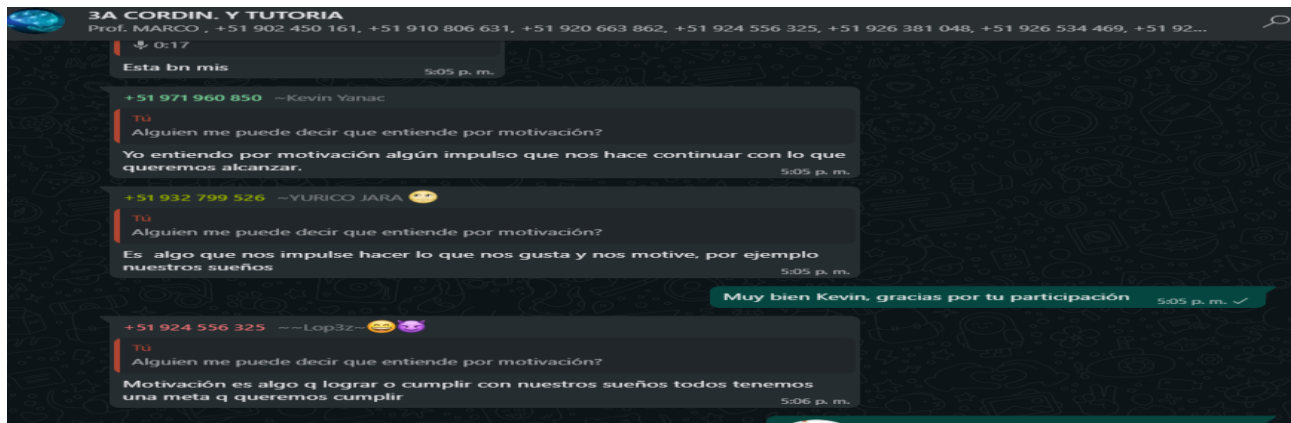 3A CORDIN. Y TUTORIA
Prof. MARCO , +51 902 450 161, +51 910 806 631, +51 920 663 862, +51 924 556 325, +51 926 381 048, +51 926 534 469, +51 92...
0:17
Esta bn mis
5:05 p. m.
+51 971 960 850 ~Kevin Yanac
Tú
Alguien me puede decir que entiende por motivación?
Yo entiendo por motivación algún impulso que nos hace continuar con lo que
queremos alcanzar.
5:05 p. m.
+51 932 799 526 ~YURICO JARA
Tú
Alguien me puede decir que entiende por motivación?
Es algo que nos impulse hacer lo que nos gusta y nos motive, por ejemplo
nuestros sueños
5:05 p. m.
Muy bien Kevin, gracias por tu participación
5:05 p. m.
+51 924 556 325 ~~Lop3z~😄😈
Tú
Alguien me puede decir que entiende por motivación?
Motivación es algo q lograr o cumplir con nuestros sueños todos tenemos
una meta q queremos cumplir
5:06 p. m.